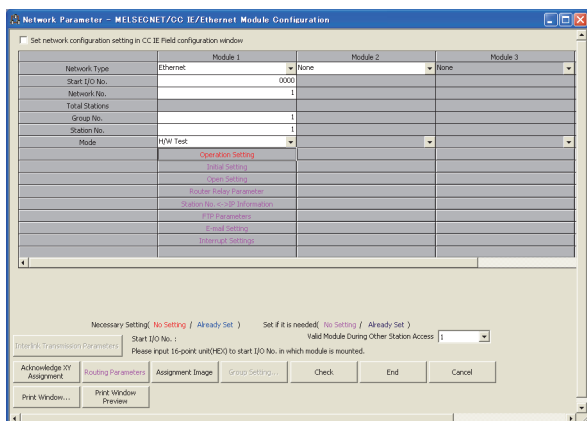 Network Parameter - MELSECNET/CC IE/Ethernet Module Configuration
Set network configuration setting in CC IE Field configuration window
Module 1 Module 2 Module 3
Network Type Ethernet None None
Start I/O No. 0000
Network No. 1
Total Stations
Group No. 1
Station No. 1
Mode H/W Test
Operation Setting
Initial Setting
Open Setting
Router Relay Parameter
Station No. <->IP Information
FTP Parameters
E-mail Setting
Interrupt Settings
Necessary Setting( No Setting / Already Set ) Set if it is needed( No Setting / Already Set )
Interlink Transmission Parameters
Start I/O No. :
Valid Module During Other Station Access 1
Please input 16-point unit(HEX) to start I/O No. in which module is mounted.
Acknowledge XY Assignment Routing Parameters Assignment Image Group Setting... Check End Cancel
Print Window... Print Window Preview